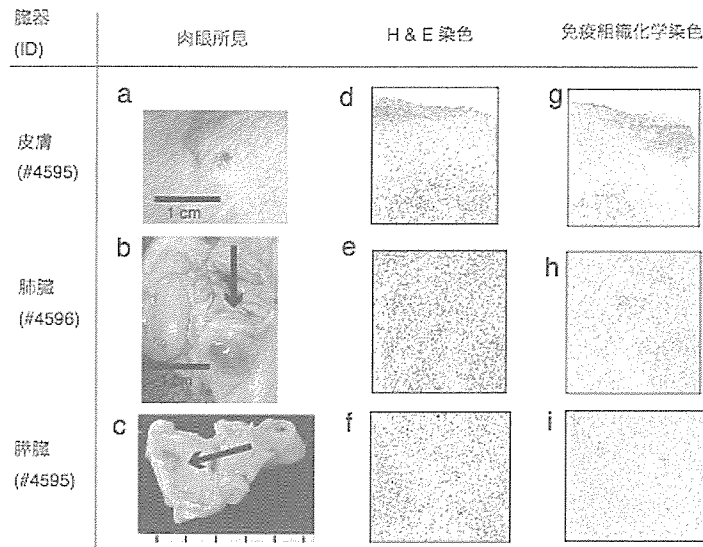 臓器
(ID)
肉眼所見
H & E 染色
免疫組織化学染色
a
d
g
皮膚
(#4595)
1 cm
b
e
h
肺臓
(#4596)
c
f
i
膵臓
(#4595)